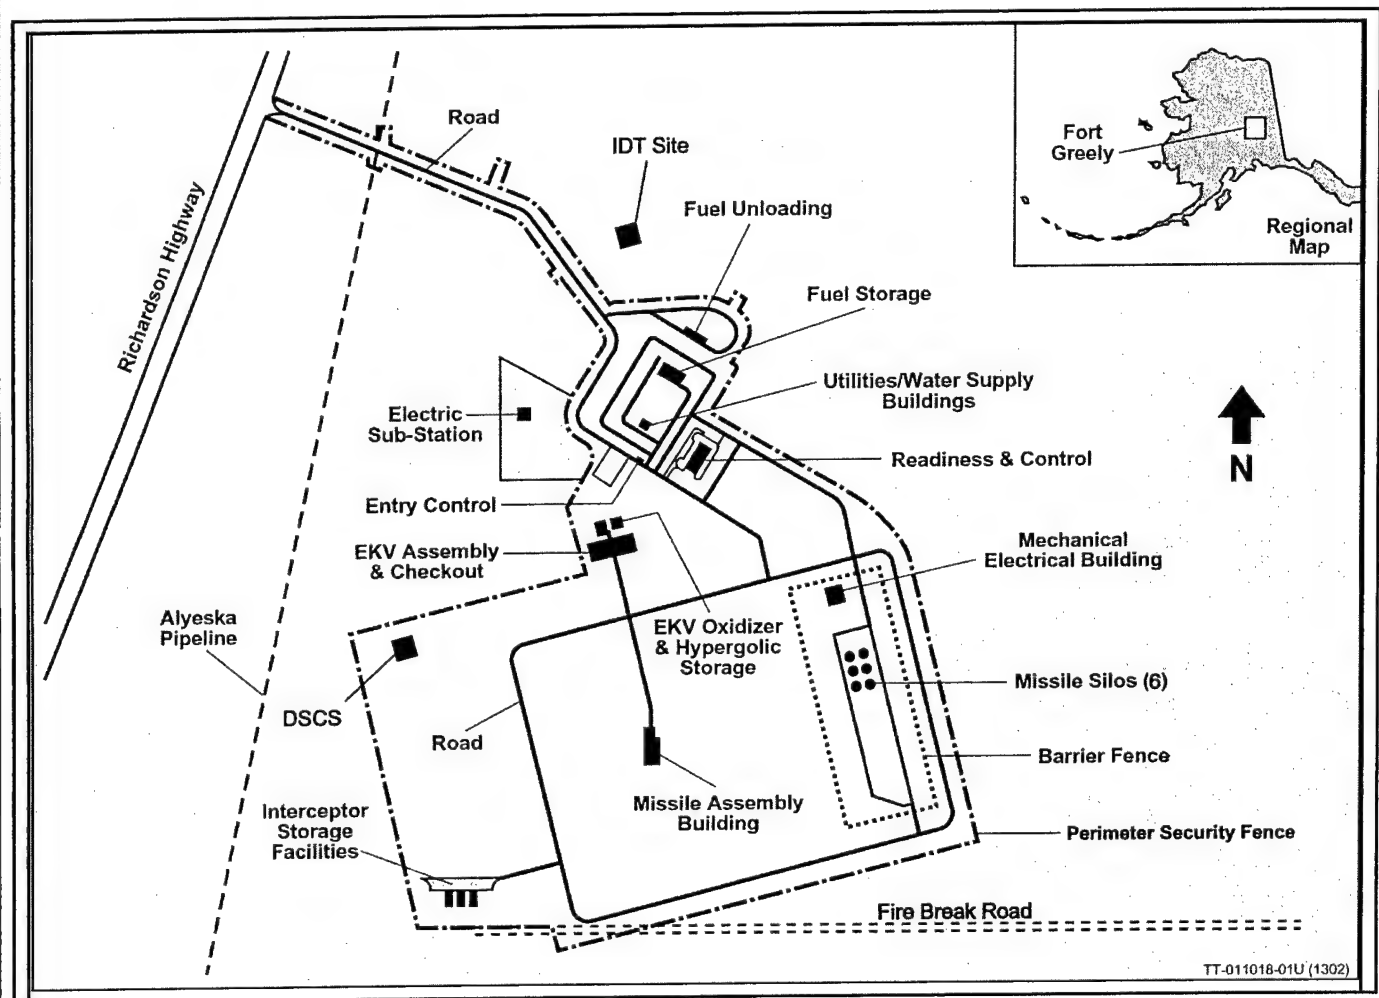 Road
IDT Site
Fuel Unloading
Fort
Greely
Regional
Map
Richardson Highway
Fuel Storage
Utilities/Water Supply
Buildings
Electric
Sub-Station
Readiness & Control
N
Entry Control
EKV Assembly
& Checkout
Mechanical
Electrical Building
Alyeska
Pipeline
EKV Oxidizer
& Hypergolic
Storage
Missile Silos (6)
DSCS
Road
Barrier Fence
Interceptor
Storage
Facilities
Missile Assembly
Building
Perimeter Security Fence
Fire Break Road
TT-011018-01U (1302)